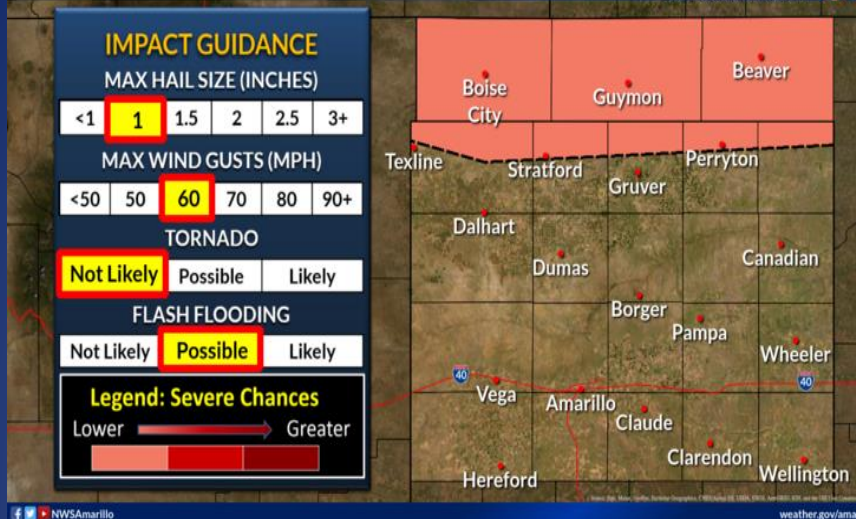 IMPACT GUIDANCE
MAX HAIL SIZE (INCHES)
<1 1 1.5 2 2.5 3+
MAX WIND GUSTS (MPH)
<50 50 60 70 80 90+
TORNADO
Not Likely Possible Likely
FLASH FLOODING
Not Likely Possible Likely
Legend: Severe Chances
Lower Greater
Boise City
Guymon
Beaver
Texline
Stratford
Perryton
Gruver
Dalhart
Dumas
Canadian
Borger
Pampa
Wheeler
40
40
Vega
Amarillo
Claude
Clarendon
Hereford
Wellington
NWSAmarillo
weather.gov/ama